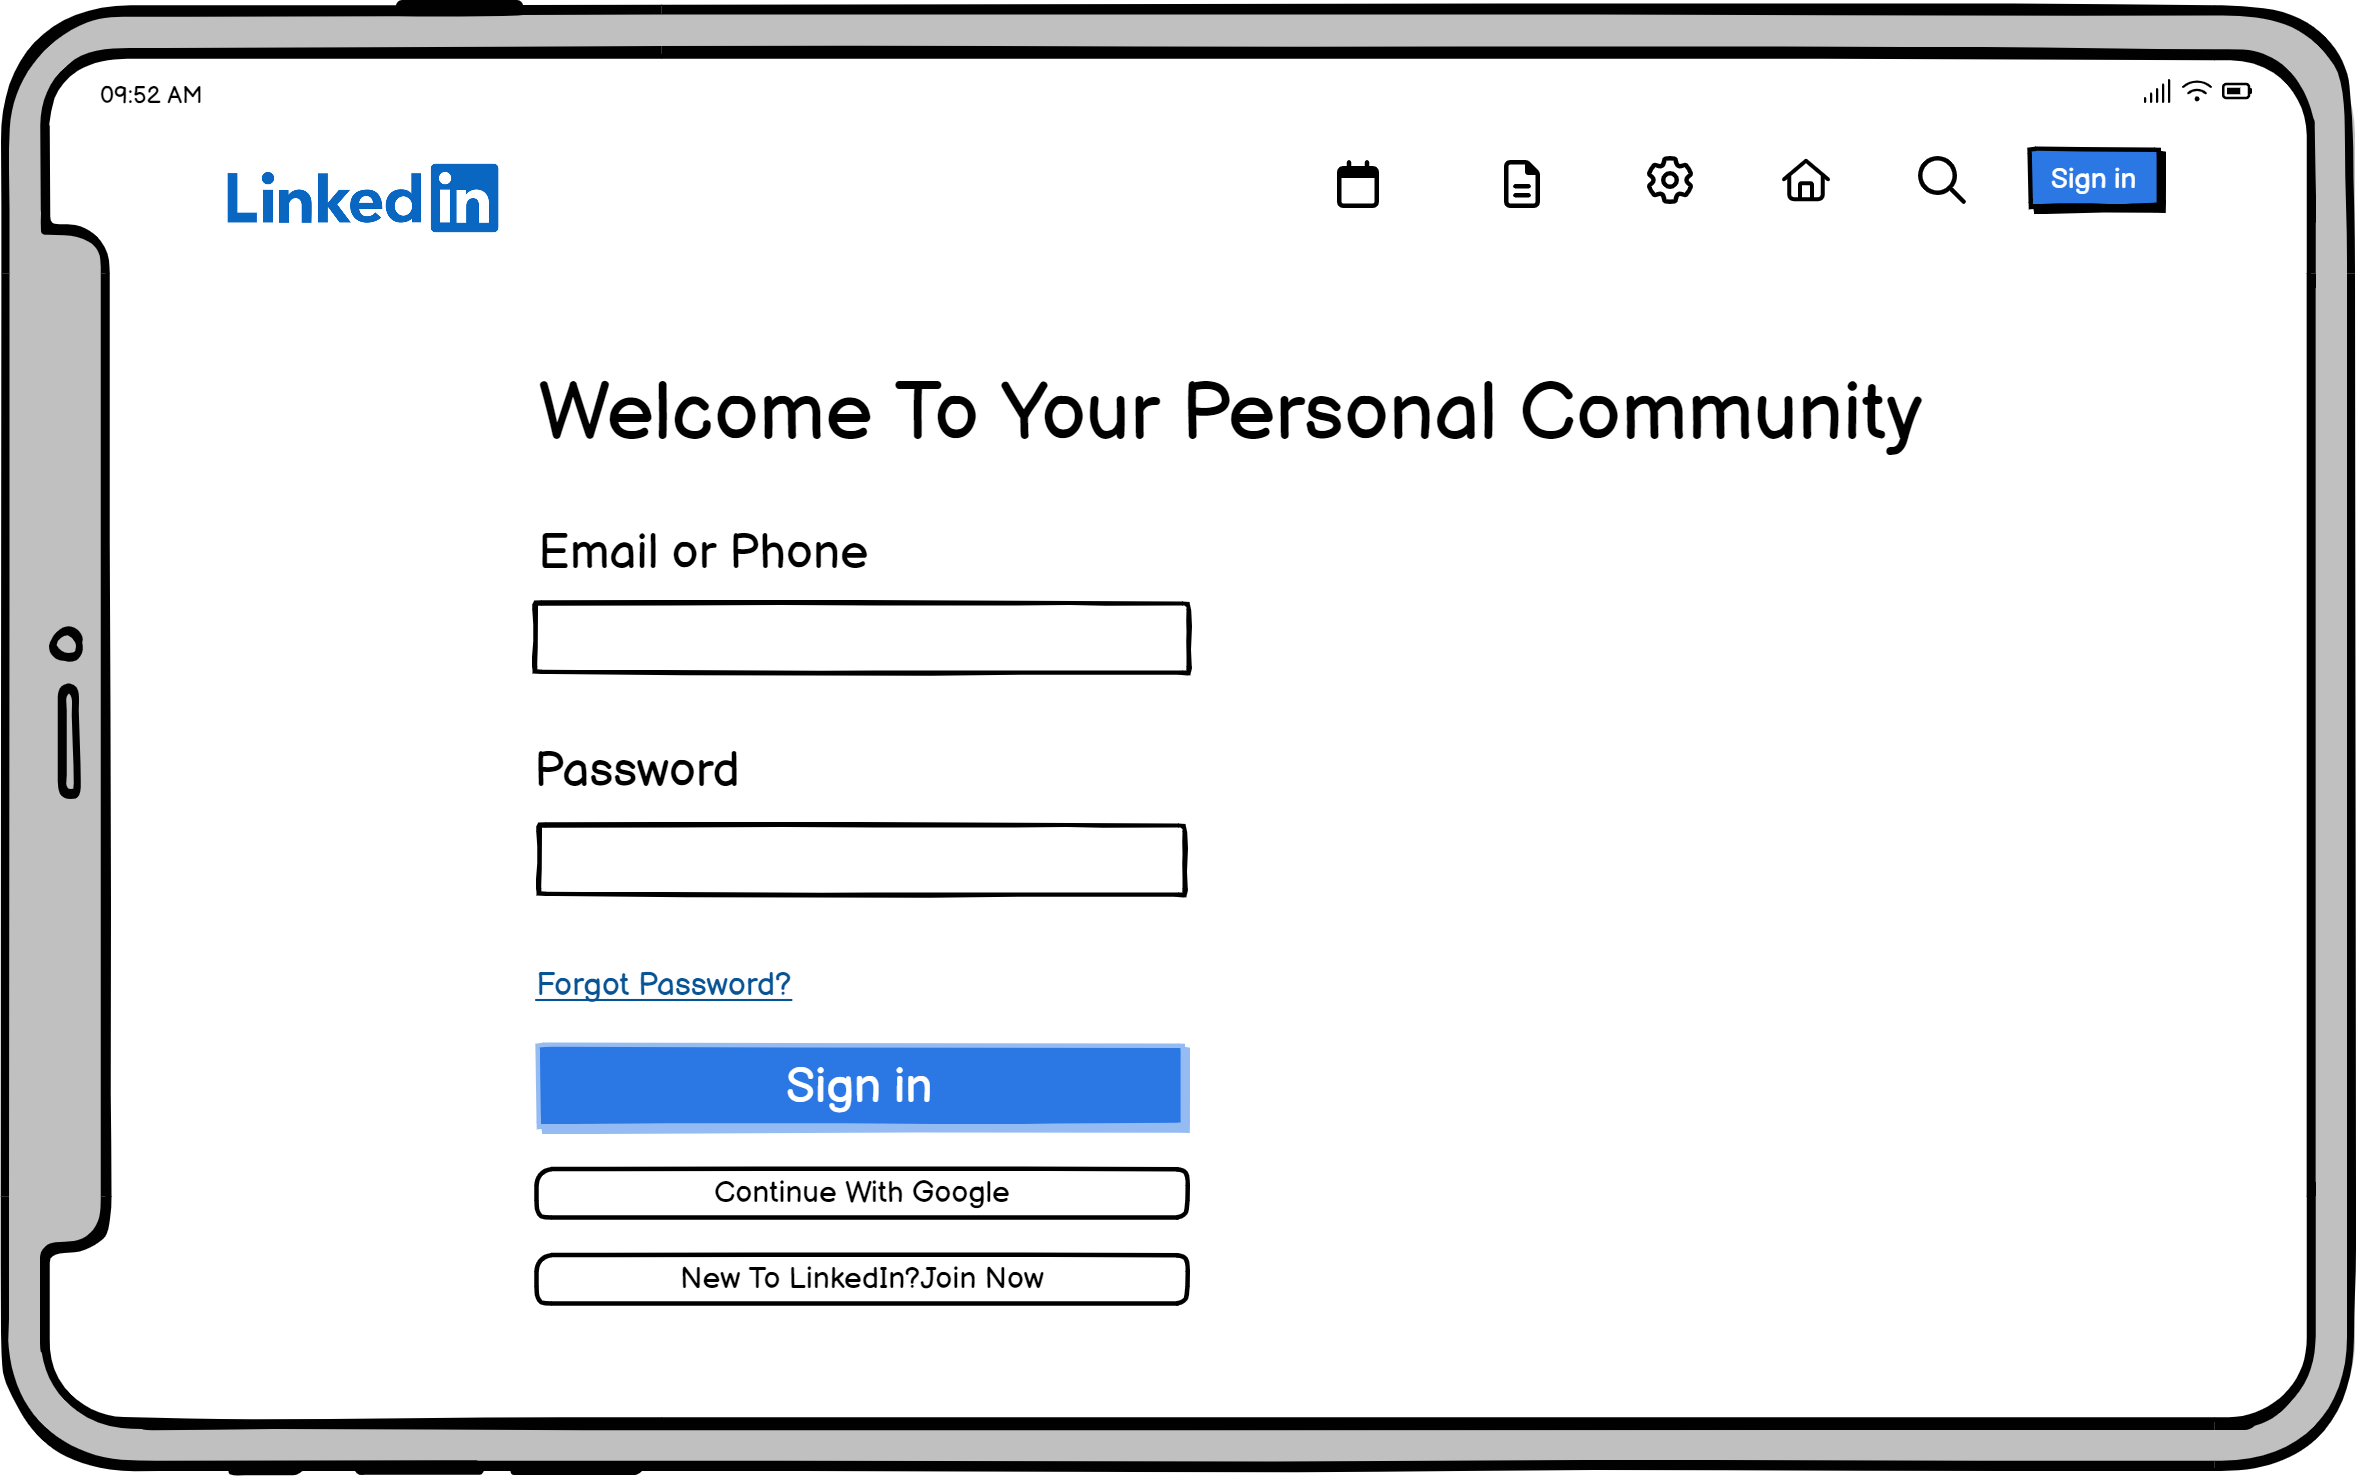 09:52 AM
Linkedin
Sign in
Welcome To Your Personal Community
Email or Phone
Password
Forgot Password?
Sign in
Continue With Google
New To LinkedIn?Join Now